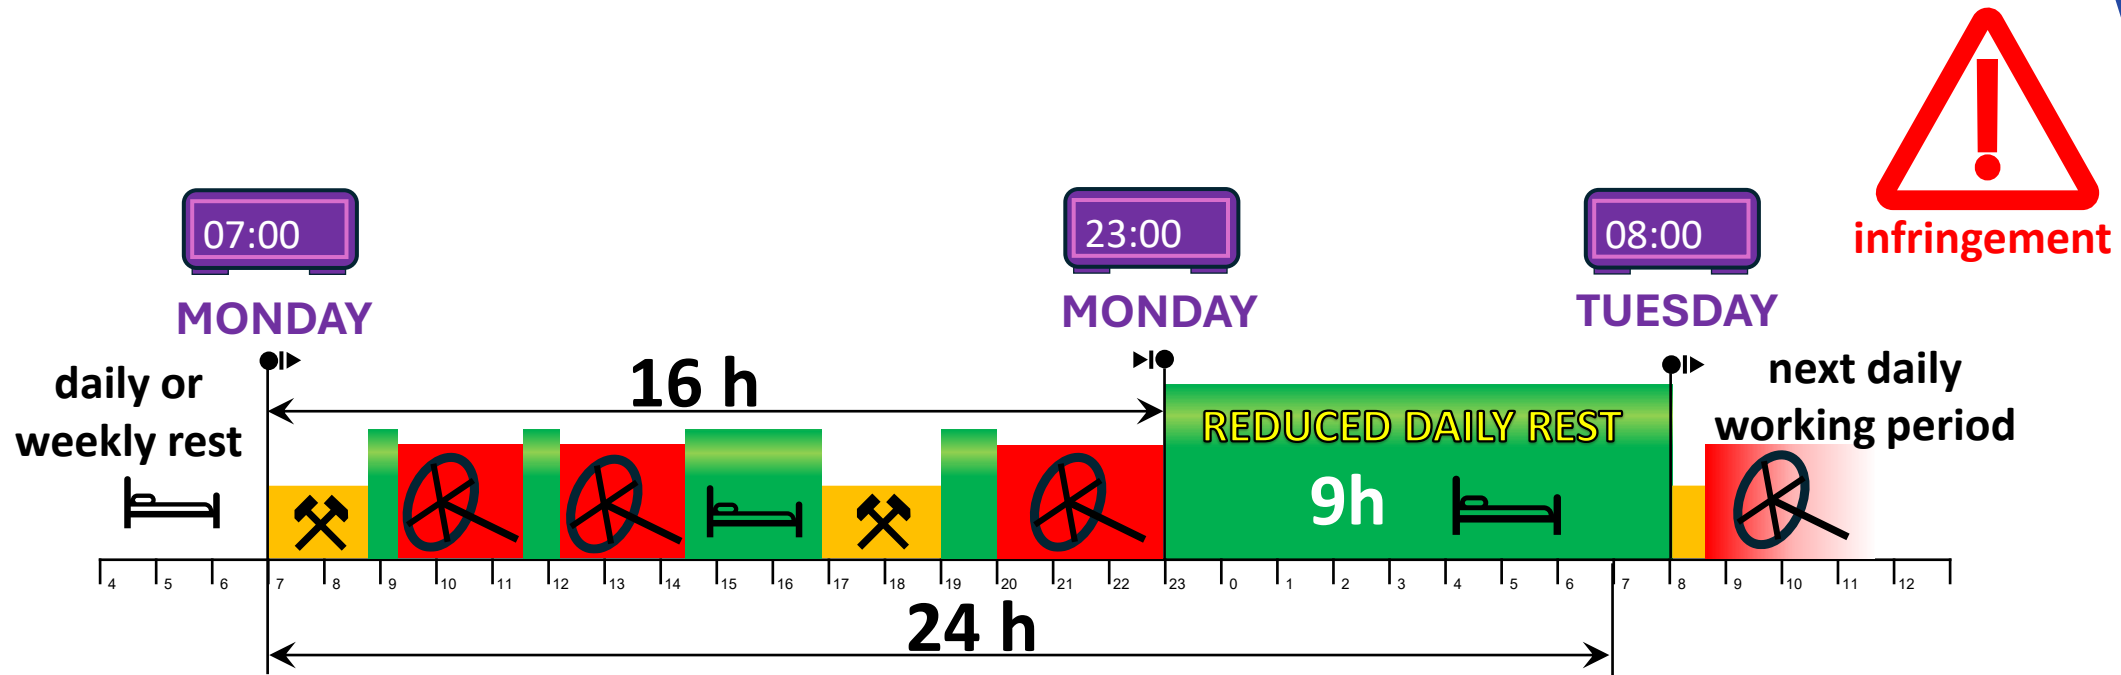 07:00
23:00
08:00
infringement
MONDAY
MONDAY
TUESDAY
daily or
weekly rest
16 h
next daily
working period
REDUCED DAILY REST
9h
4 5 6 7 8 9 10 11 12 13 14 15 16 17 18 19 20 21 22 23 0 1 2 3 4 5 6 7 8 9 10 11 12
24 h